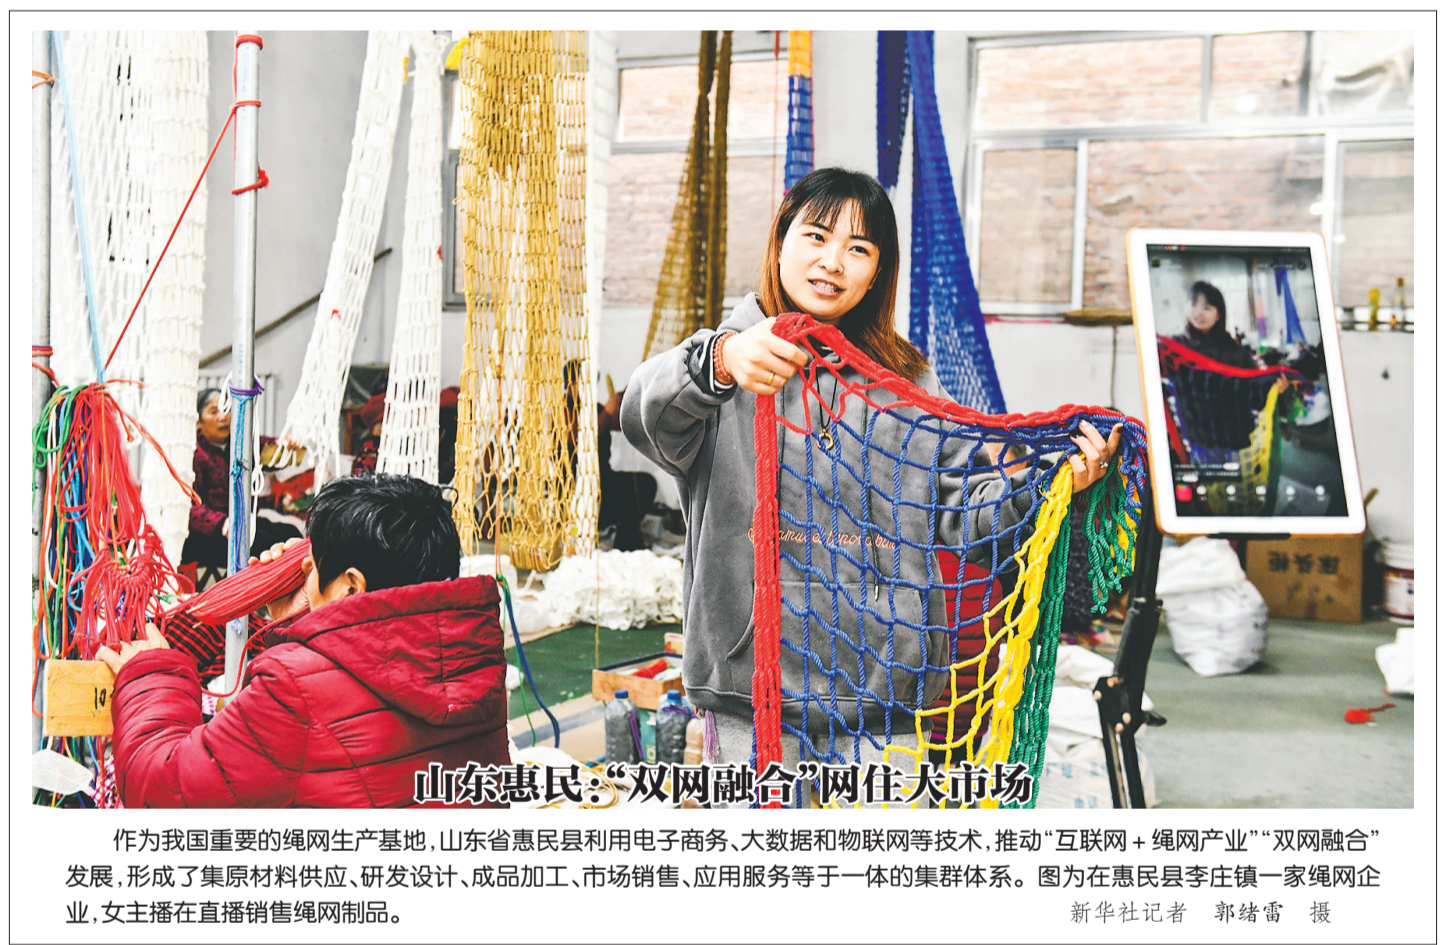 山东惠民:“双网融合”网住大市场
作为我国重要的绳网生产基地,山东省惠民县利用电子商务、大数据和物联网等技术,推动“互联网+绳网产业”“双网融合”
发展,形成了集原材料供应、研发设计、成品加工、市场销售、应用服务等于一体的集群体系。图为在惠民县李庄镇一家绳网企
业,女主播在直播销售绳网制品。
新华社记者 郭绪雷 摄